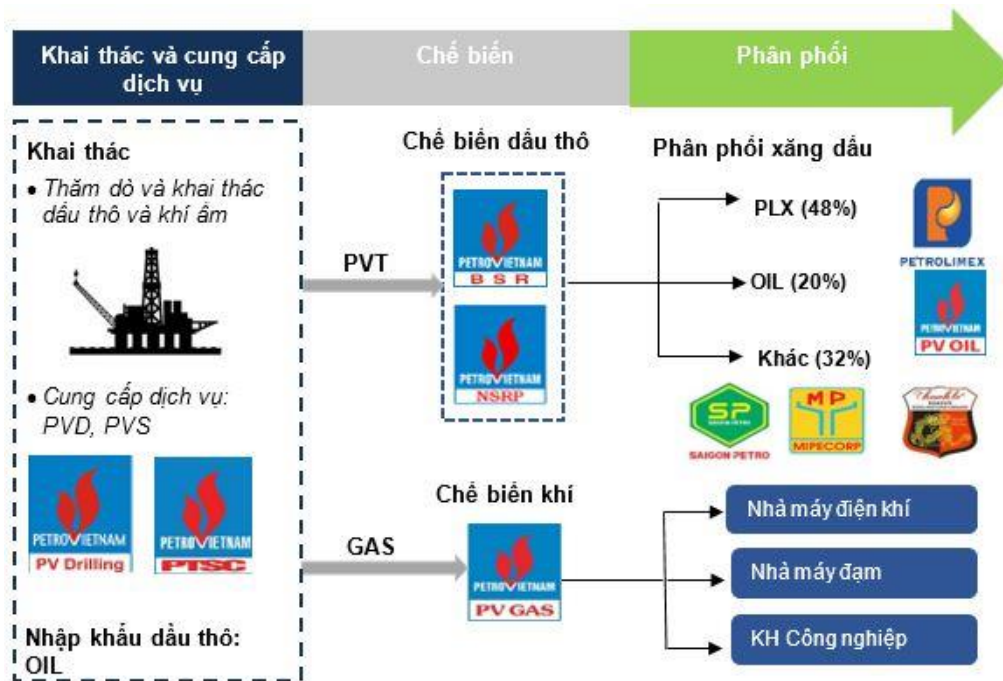 Khai thác và cung cấp
dịch vụ
Chế biến
Phân phối
Khai thác
• Thăm dò và khai thác
dầu thô và khí ẩm
• Cung cấp dịch vụ:
PVD, PVS
PETROVIETNAM
PV Drilling
PETROVIETNAM
PTSC
Nhập khẩu dầu thô:
OIL
PVT
GAS
Chế biến dầu thô
PETROVIETNAM
BSR
PETROVIETNAM
NSRP
Chế biến khí
PETROVIETNAM
PV GAS
Phân phối xăng dầu
PLX (48%)
PETROLIMEX
OIL (20%)
PETROVIETNAM
PV OIL
Khác (32%)
SP
SAIGON PETRO
MP
MIPECORP
Nhà máy điện khí
Nhà máy đạm
KH Công nghiệp